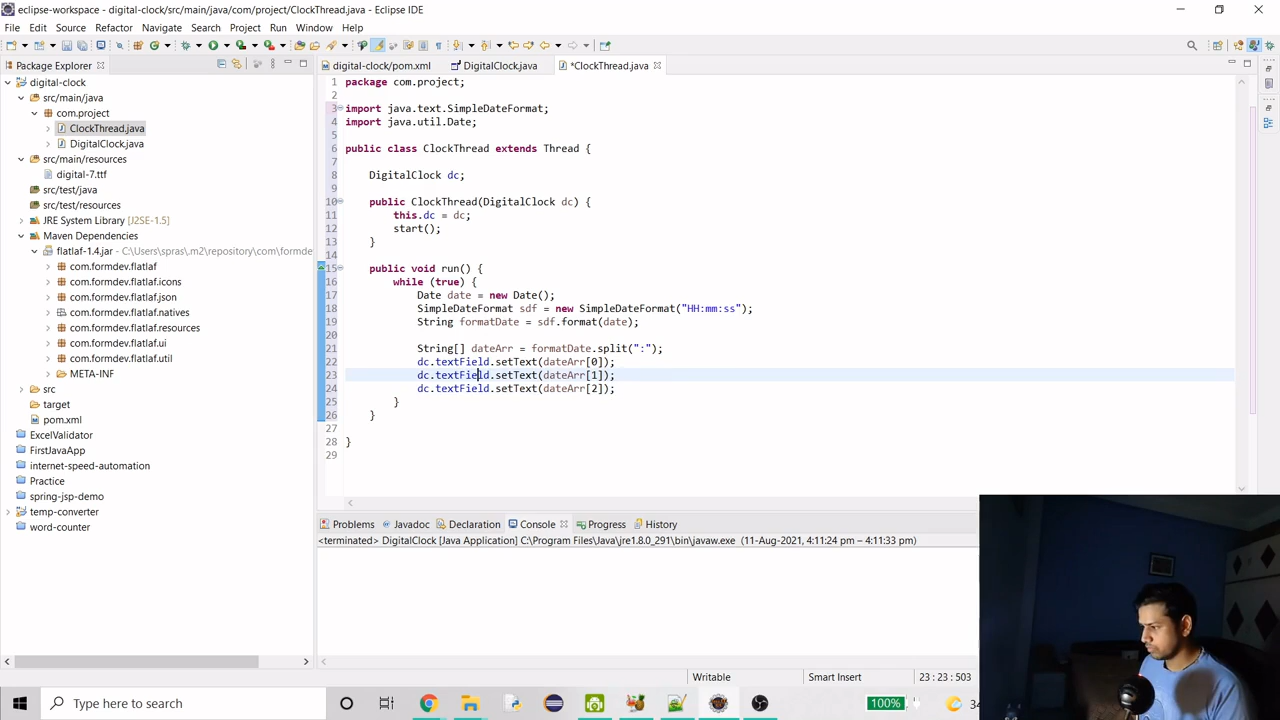 eclipse-workspace - digital-clock/src/main/java/com/project/ClockThread.java - Eclipse IDE
File Edit Source Refactor Navigate Search Project Run Window Help
Package Explorer
digital-clock/pom.xml DigitalClock.java *ClockThread.java
digital-clock
src/main/java
com.project
ClockThread.java
DigitalClock.java
src/main/resources
digital-7.ttf
src/test/java
src/test/resources
JRE System Library [J2SE-1.5]
Maven Dependencies
flatlaf-1.4.jar - C:\Users\spras\.m2\repository\com\formde
com.formdev.flatlaf
com.formdev.flatlaf.icons
com.formdev.flatlaf.json
com.formdev.flatlaf.natives
com.formdev.flatlaf.resources
com.formdev.flatlaf.ui
com.formdev.flatlaf.util
META-INF
src
target
pom.xml
ExcelValidator
FirstJavaApp
internet-speed-automation
Practice
spring-jsp-demo
temp-converter
word-counter
1 package com.project;
2
3 import java.text.SimpleDateFormat;
4 import java.util.Date;
5
6 public class ClockThread extends Thread {
7
8 DigitalClock dc;
9
10 public ClockThread(DigitalClock dc) {
11 this.dc = dc;
12 start();
13 }
14
15 public void run() {
16 while (true) {
17 Date date = new Date();
18 SimpleDateFormat sdf = new SimpleDateFormat("HH:mm:ss");
19 String formatDate = sdf.format(date);
20
21 String[] dateArr = formatDate.split(":");
22 dc.textField.setText(dateArr[0]);
23 dc.textField.setText(dateArr[1]);
24 dc.textField.setText(dateArr[2]);
25 }
26 }
27
28 }
29
Problems Javadoc Declaration Console Progress History
<terminated> DigitalClock [Java Application] C:\Program Files\Java\jre1.8.0_291\bin\javaw.exe (11-Aug-2021, 4:11:24 pm – 4:11:33 pm)
Writable Smart Insert 23 : 23 : 503
Type here to search
100%